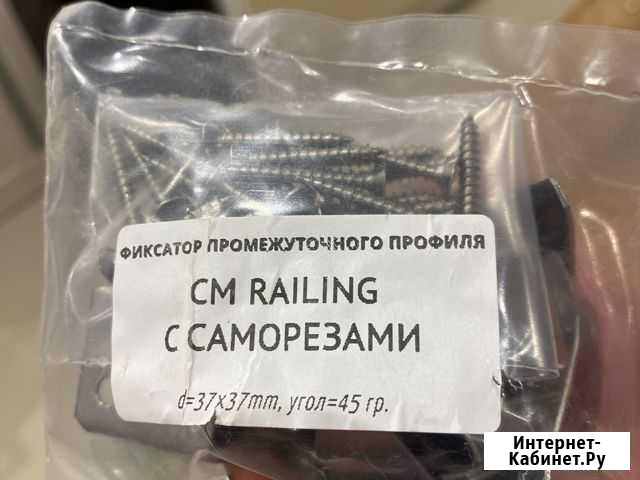 ФИКСАТОР ПРОМЕЖУТОЧНОГО ПРОФИЛЯ
CM RAILING
С САМОРЕЗАМИ
d=37x37mm, угол=45 гр.
Интернет-
Кабинет.Ру